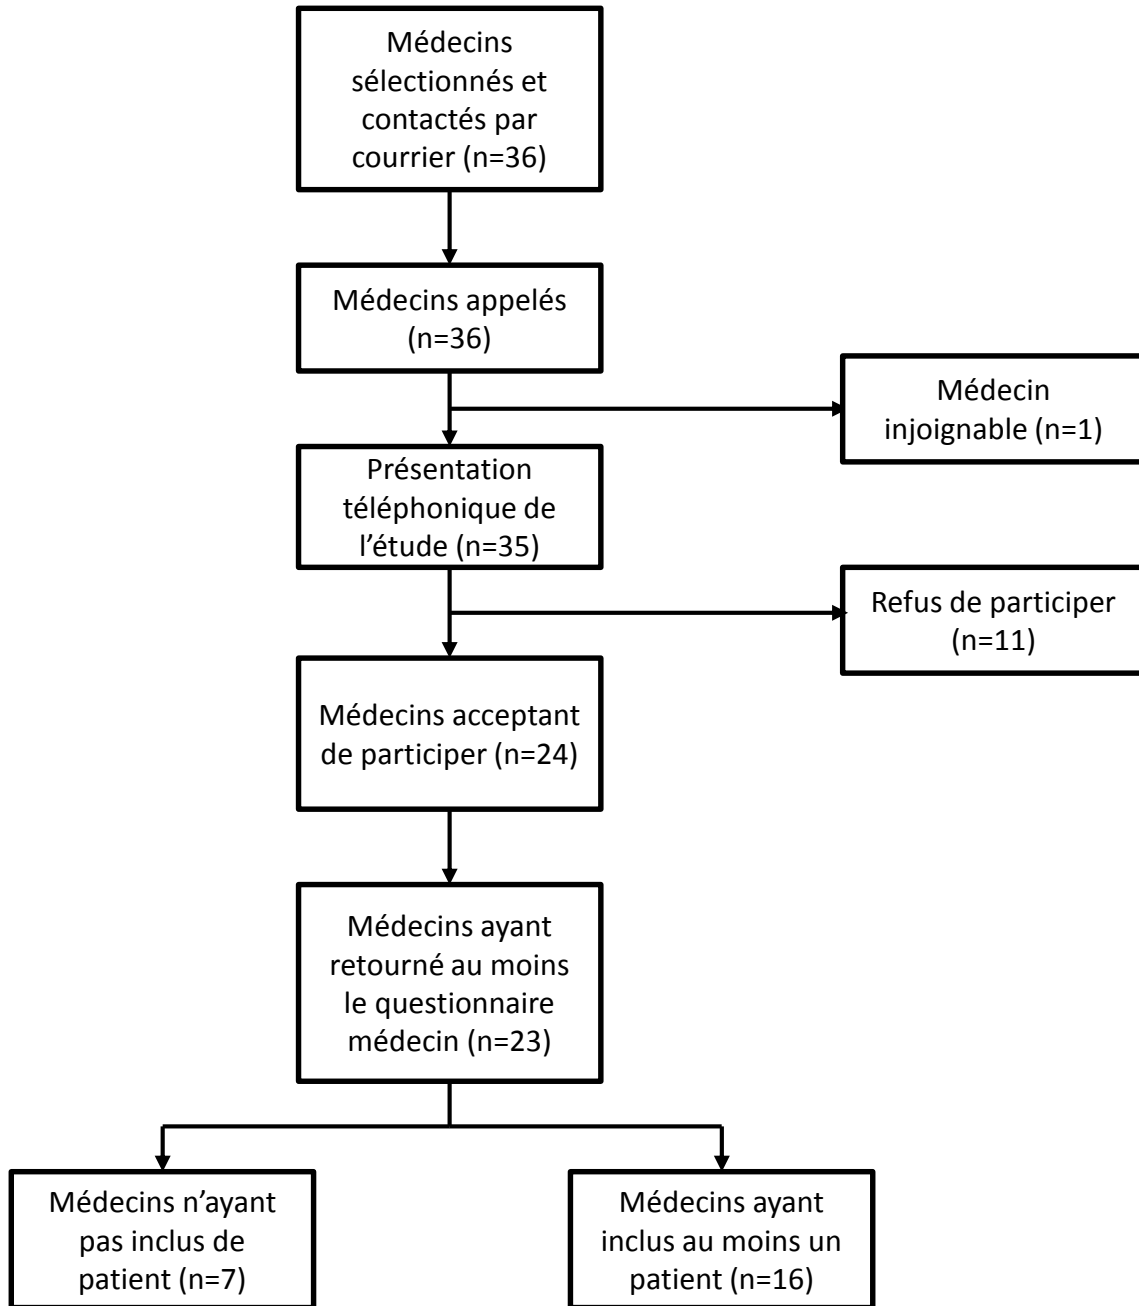 Médecins
sélectionnés et
contactés par
courrier (n=36)
Médecins appelés
(n=36)
Médecin
injoignable (n=1)
Présentation
téléphonique de
l’étude (n=35)
Refus de participer
(n=11)
Médecins acceptant
de participer (n=24)
Médecins ayant
retourné au moins
le questionnaire
médecin (n=23)
Médecins n’ayant
pas inclus de
patient (n=7)
Médecins ayant
inclus au moins un
patient (n=16)